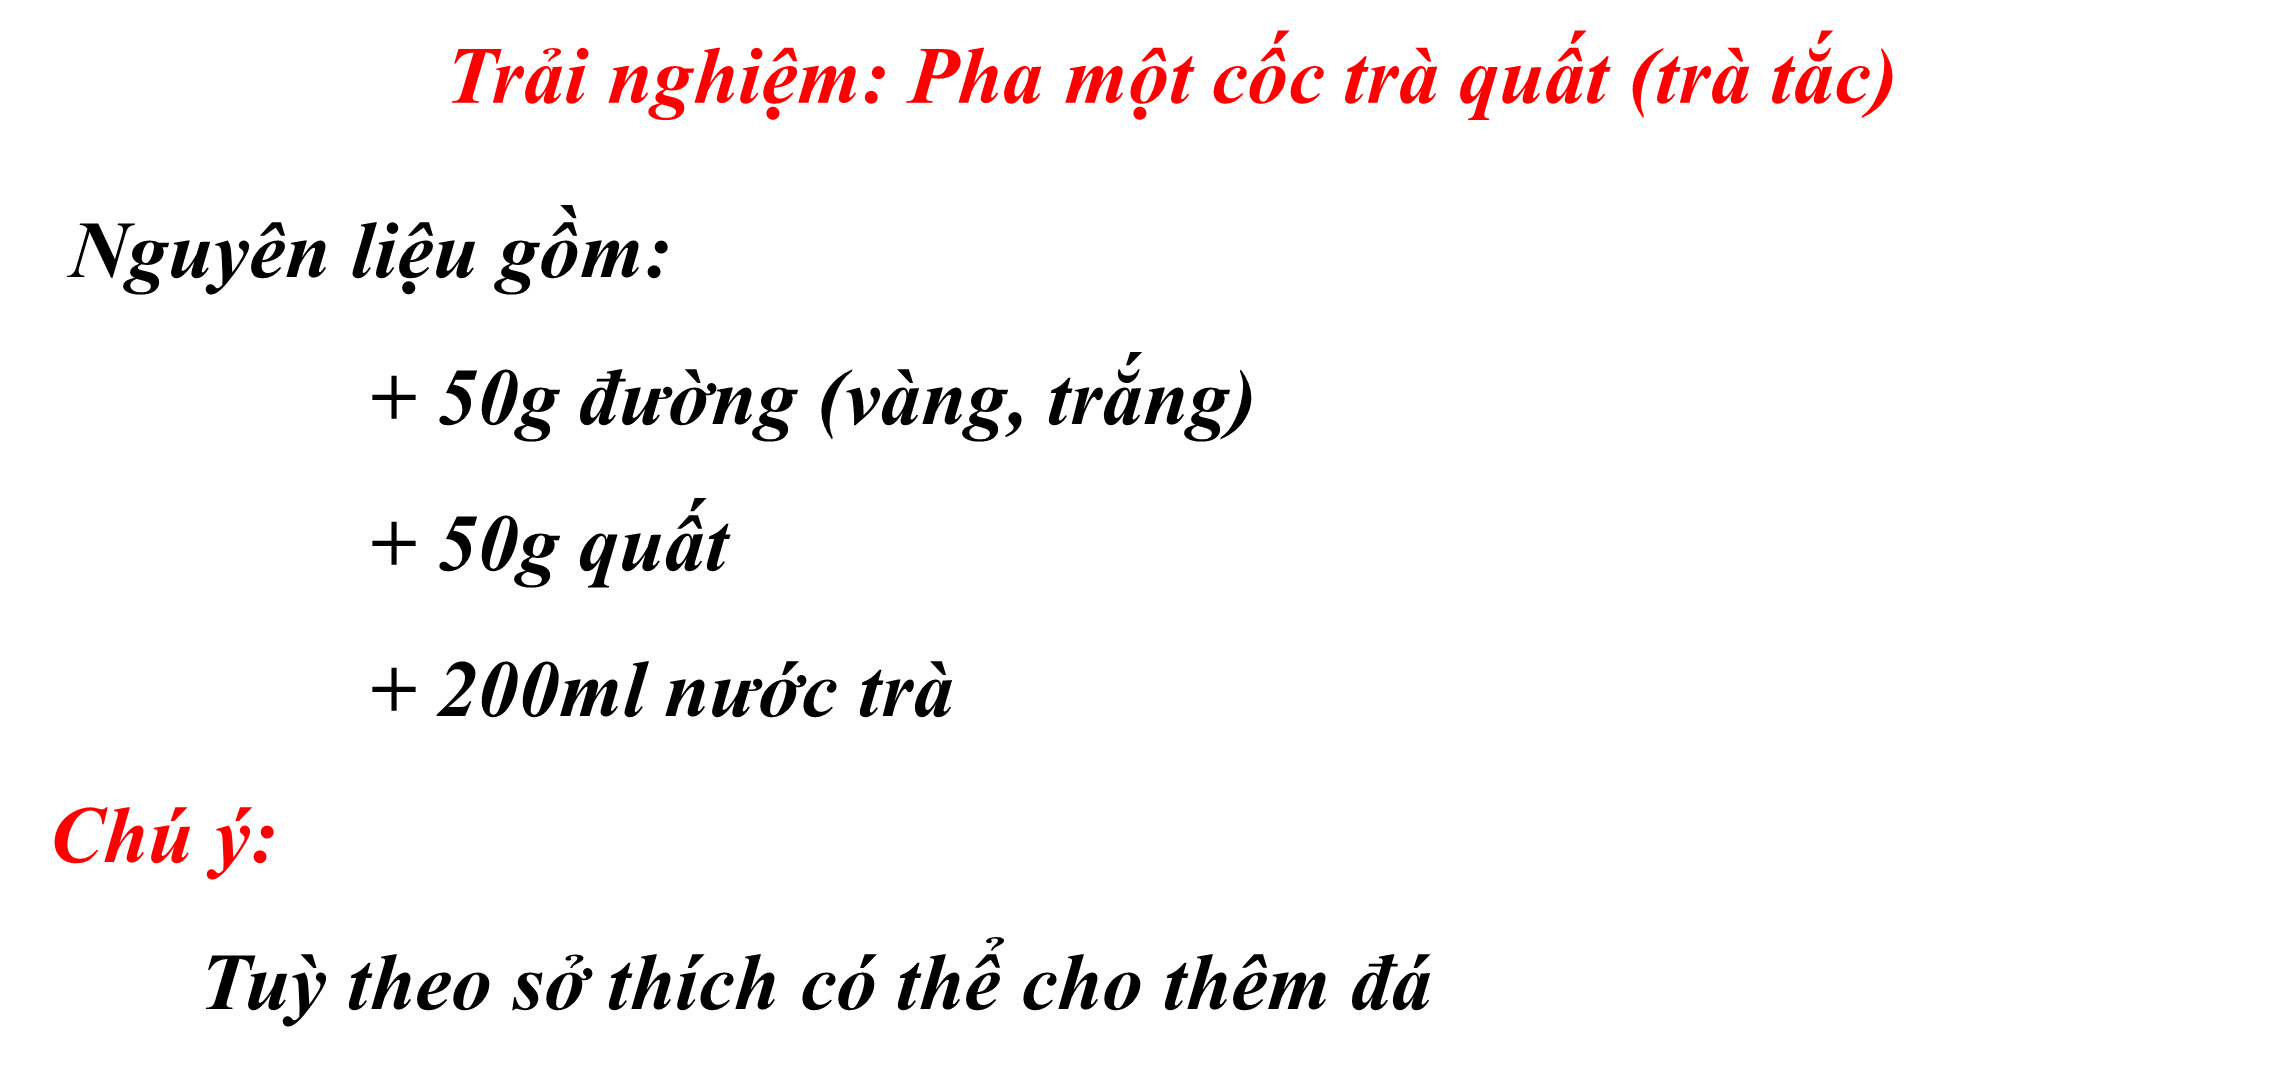 Trải nghiệm: Pha một cốc trà quất (trà tắc)
Nguyên liệu gồm:
+ 50g đường (vàng, trắng)
+ 50g quất
+ 200ml nước trà
Chú ý:
Tuỳ theo sở thích có thể cho thêm đá